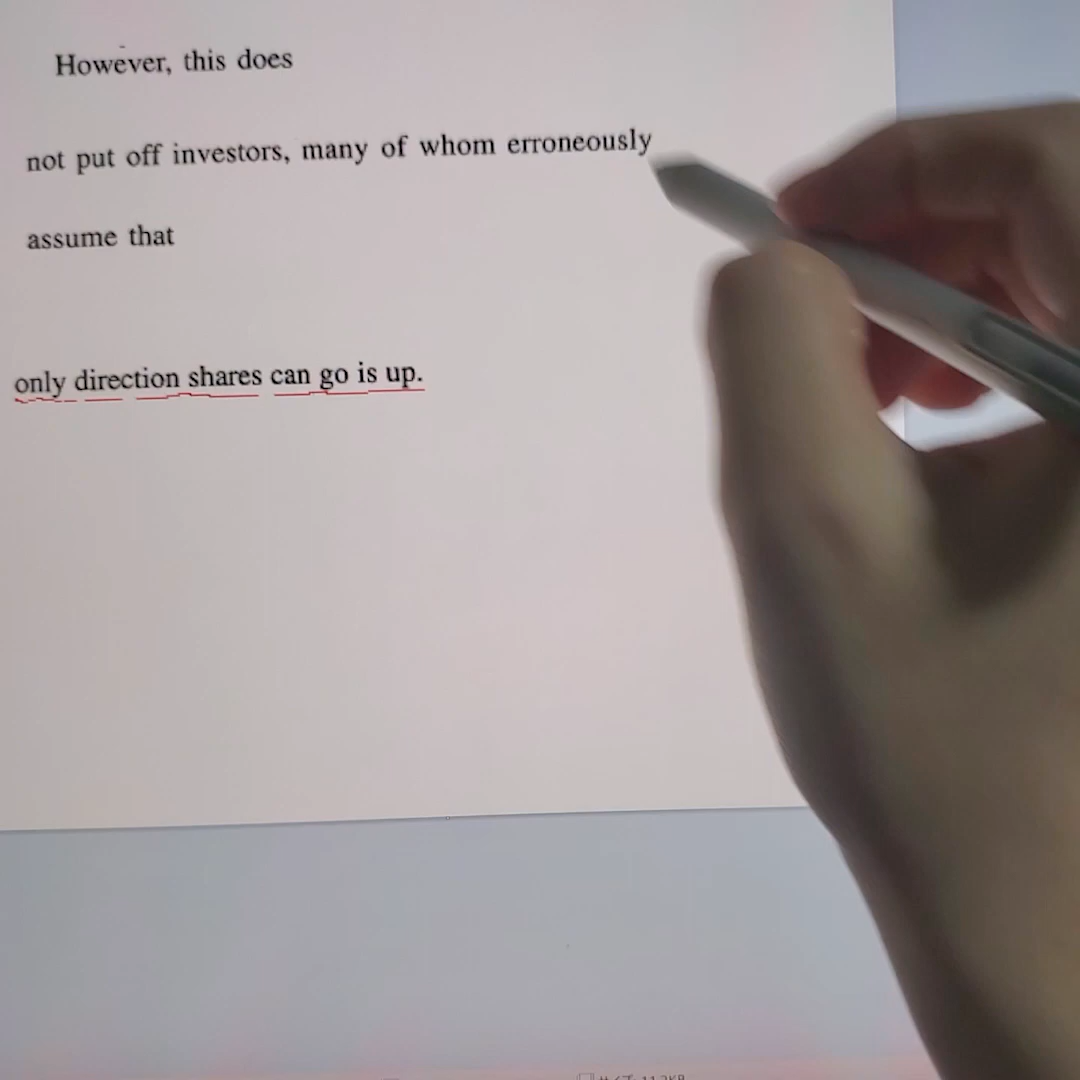 However, this does
not put off investors, many of whom erroneously
assume that
only direction shares can go is up.